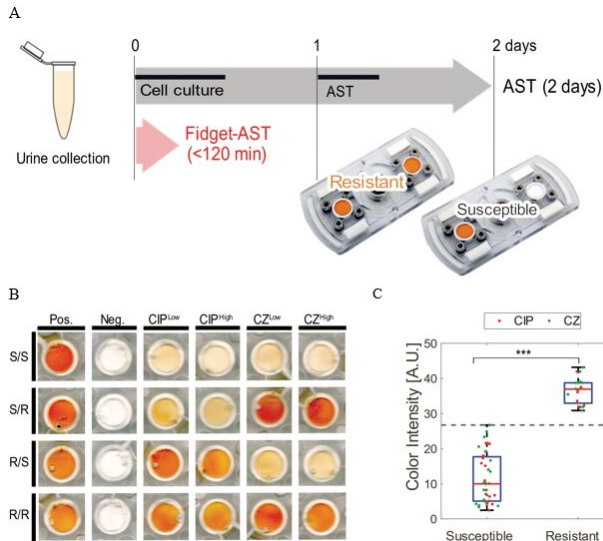 A
0
1
2 days
Cell culture
AST
AST (2 days)
Urine collection
Fidget-AST
(<120 min)
Resistant
Susceptible
B
Pos.
Neg.
CIPLow
CIPHigh
CZLow
CZHigh
S/S
S/R
R/S
R/R
C
CIP
CZ
***
Color Intensity [A.U.]
50
40
30
20
10
0
Susceptible
Resistant